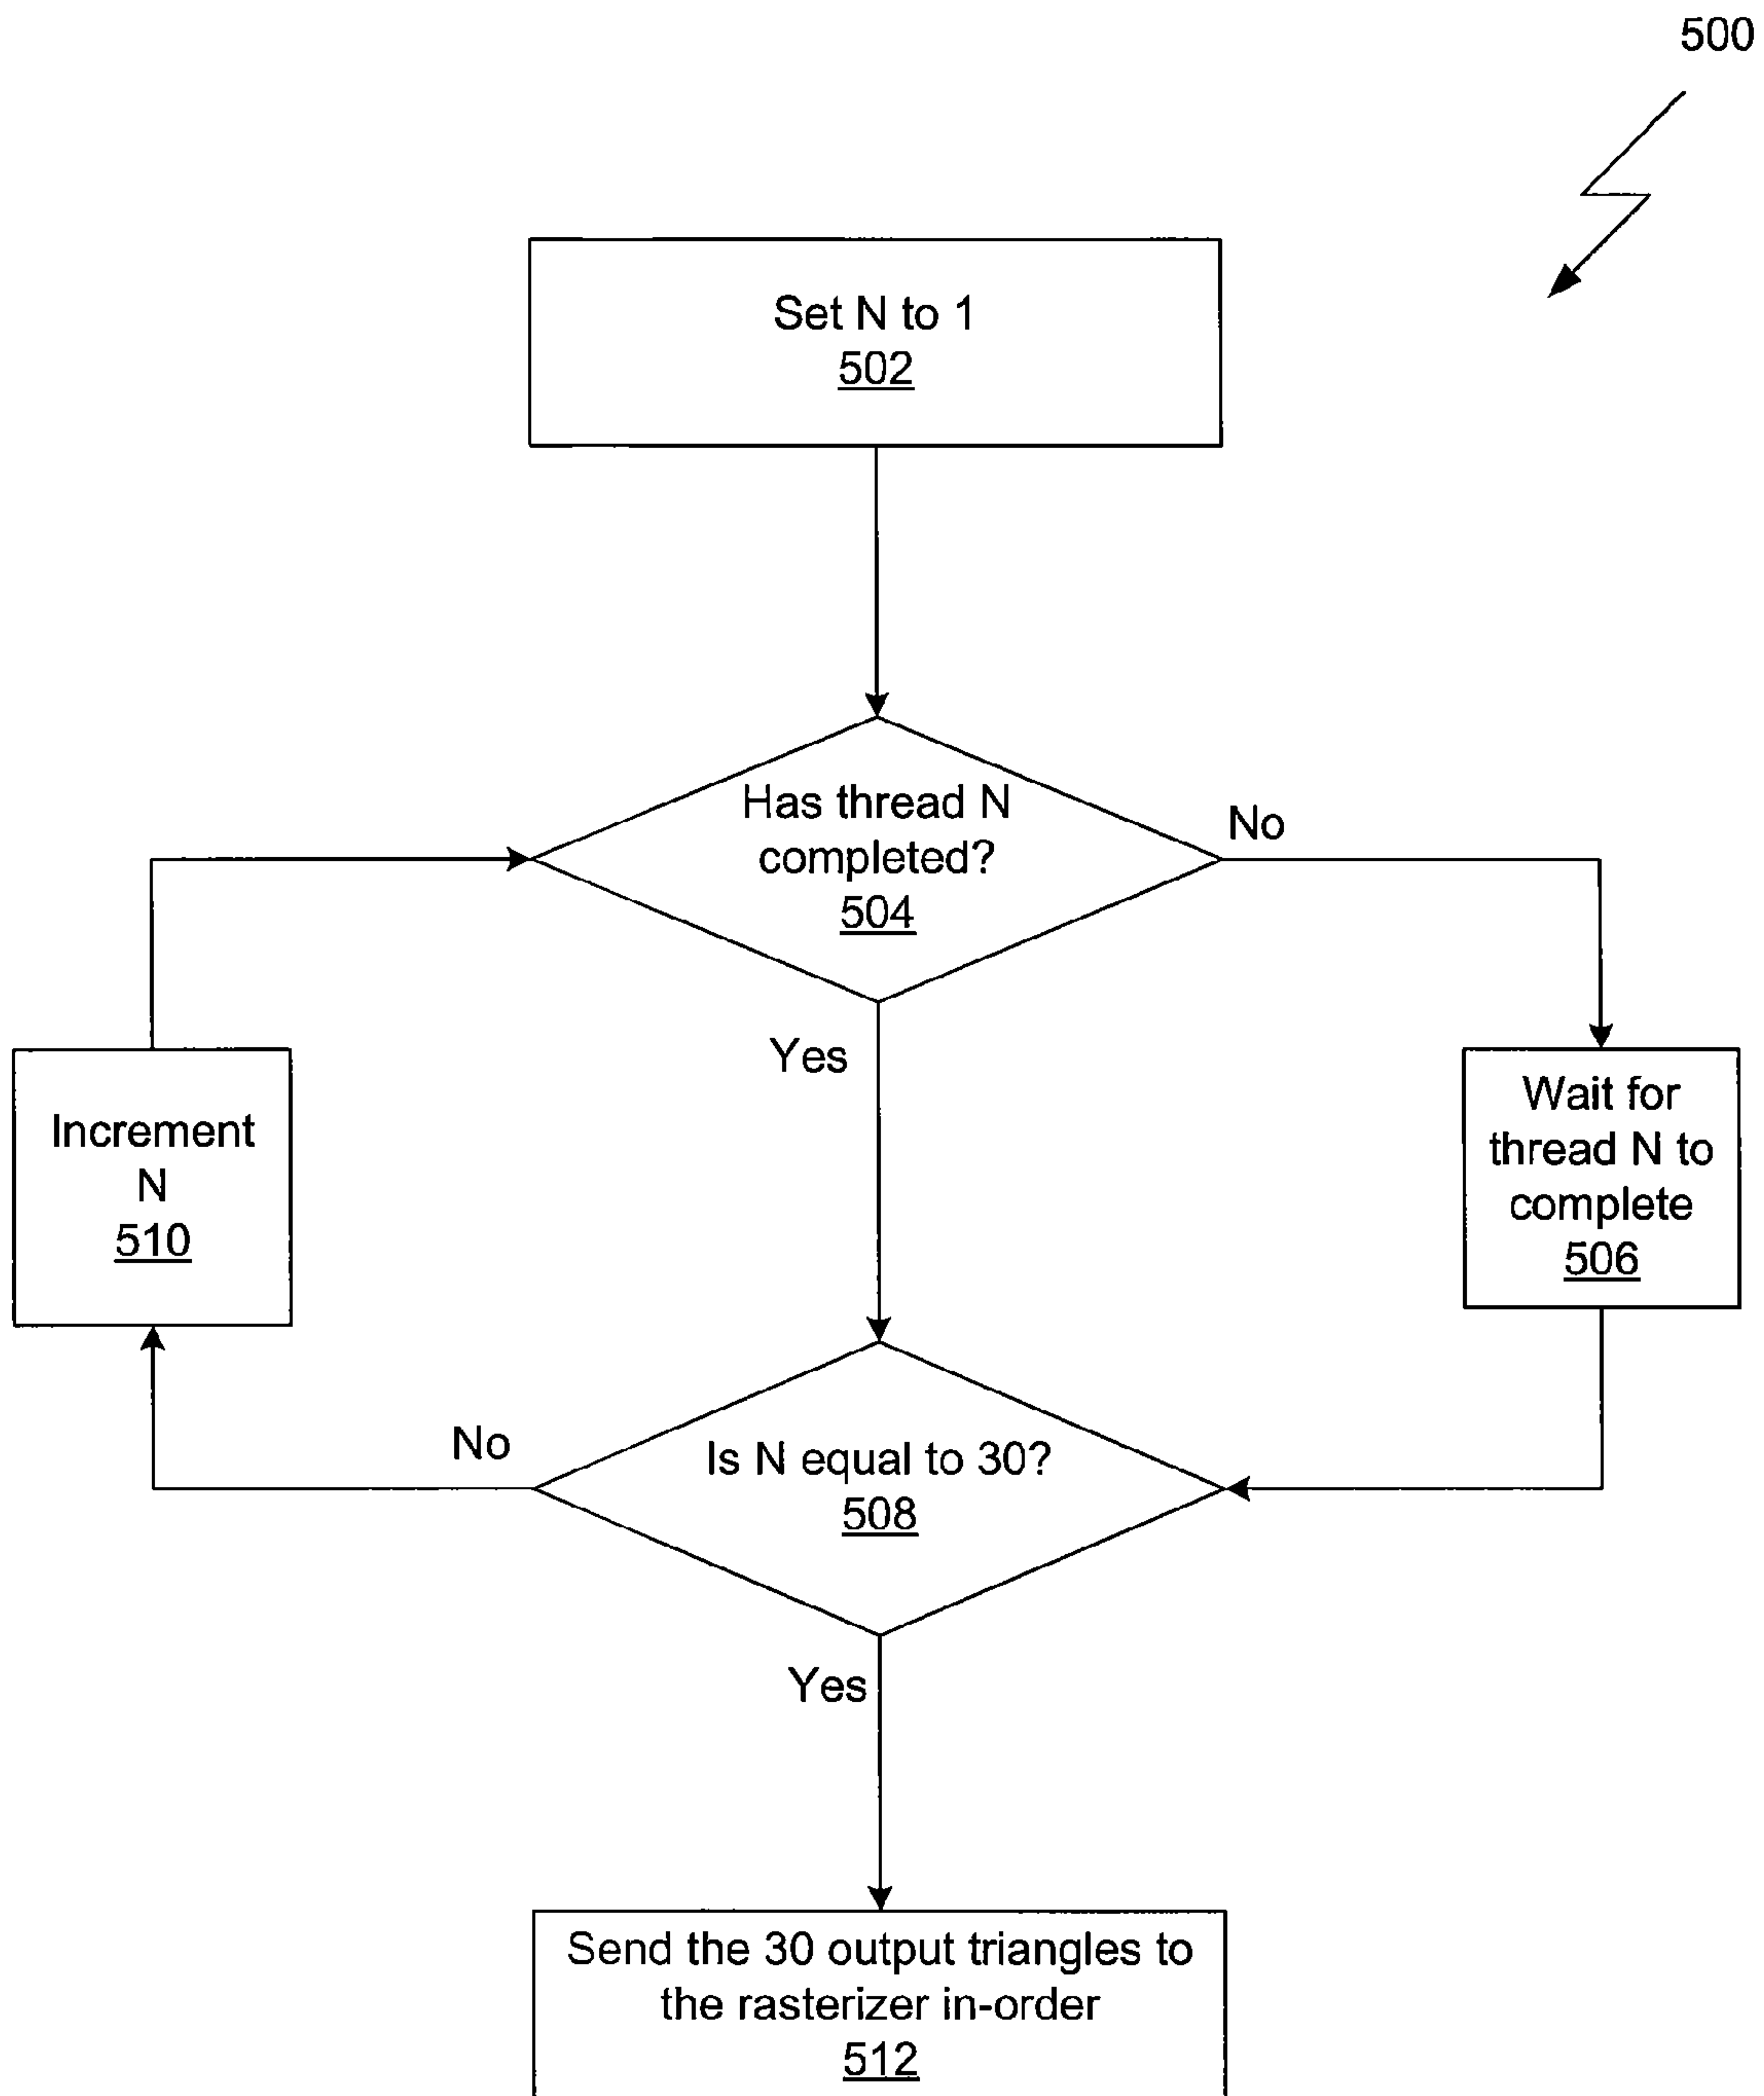 500
Set N to 1
502
Has thread N
completed?
504
No
Yes
Increment
N
510
Wait for
thread N to
complete
506
No
Is N equal to 30?
508
Yes
Send the 30 output triangles to
the rasterizer in-order
512